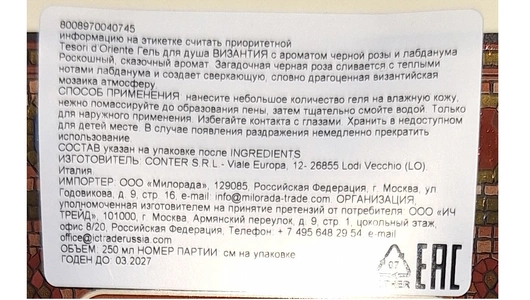 8008970040745
информацию на этикетке считать приоритетной
Tesori d Oriente Гель для душа ВИЗАНТИЯ с ароматом черной розы и лабданума
Роскошный, сказочный аромат. Загадочная черная роза сливается с теплыми
нотами лабданума и создает сверкающую, словно драгоценная византийская
мозаика атмосферу
СПОСОБ ПРИМЕНЕНИЯ нанесите небольшое количество геля на влажную кожу,
нежно помассируйте до образования пены, затем тщательно смойте водой. Только
для наружного применения. Избегайте контакта с глазами. Хранить в недоступном
для детей месте. В случае появления раздражения немедленно прекратить
использование.
СОСТАВ указан на упаковке после INGREDIENTS
ИЗГОТОВИТЕЛЬ: CONTER S R L - Viale Europa, 12- 26855 Lodi Vecchio (LO).
Италия
ИМПОРТЕР: ООО «Милорада», 129085, Российская Федерация, г. Москва, ул.
Годовикова, д. 9, стр. 16, e-mail: info@milorada-trade.com. ОРГАНИЗАЦИЯ,
уполномоченная изготовителем на принятие претензий от потребителя ООО «ИЧ
ТРЕЙД», 101000, г. Москва, Армянский переулок, д. 9, стр. 1, цокольный этаж,
офис 8/20, Российская Федерация, Телефон: + 7 495 648 29 54 e-mail
office@ictraderussia.com
ОБЪЕМ: 250 мл НОМЕР ПАРТИИ см на упаковке
ГОДЕН ДО: 03.2027
07
EAC